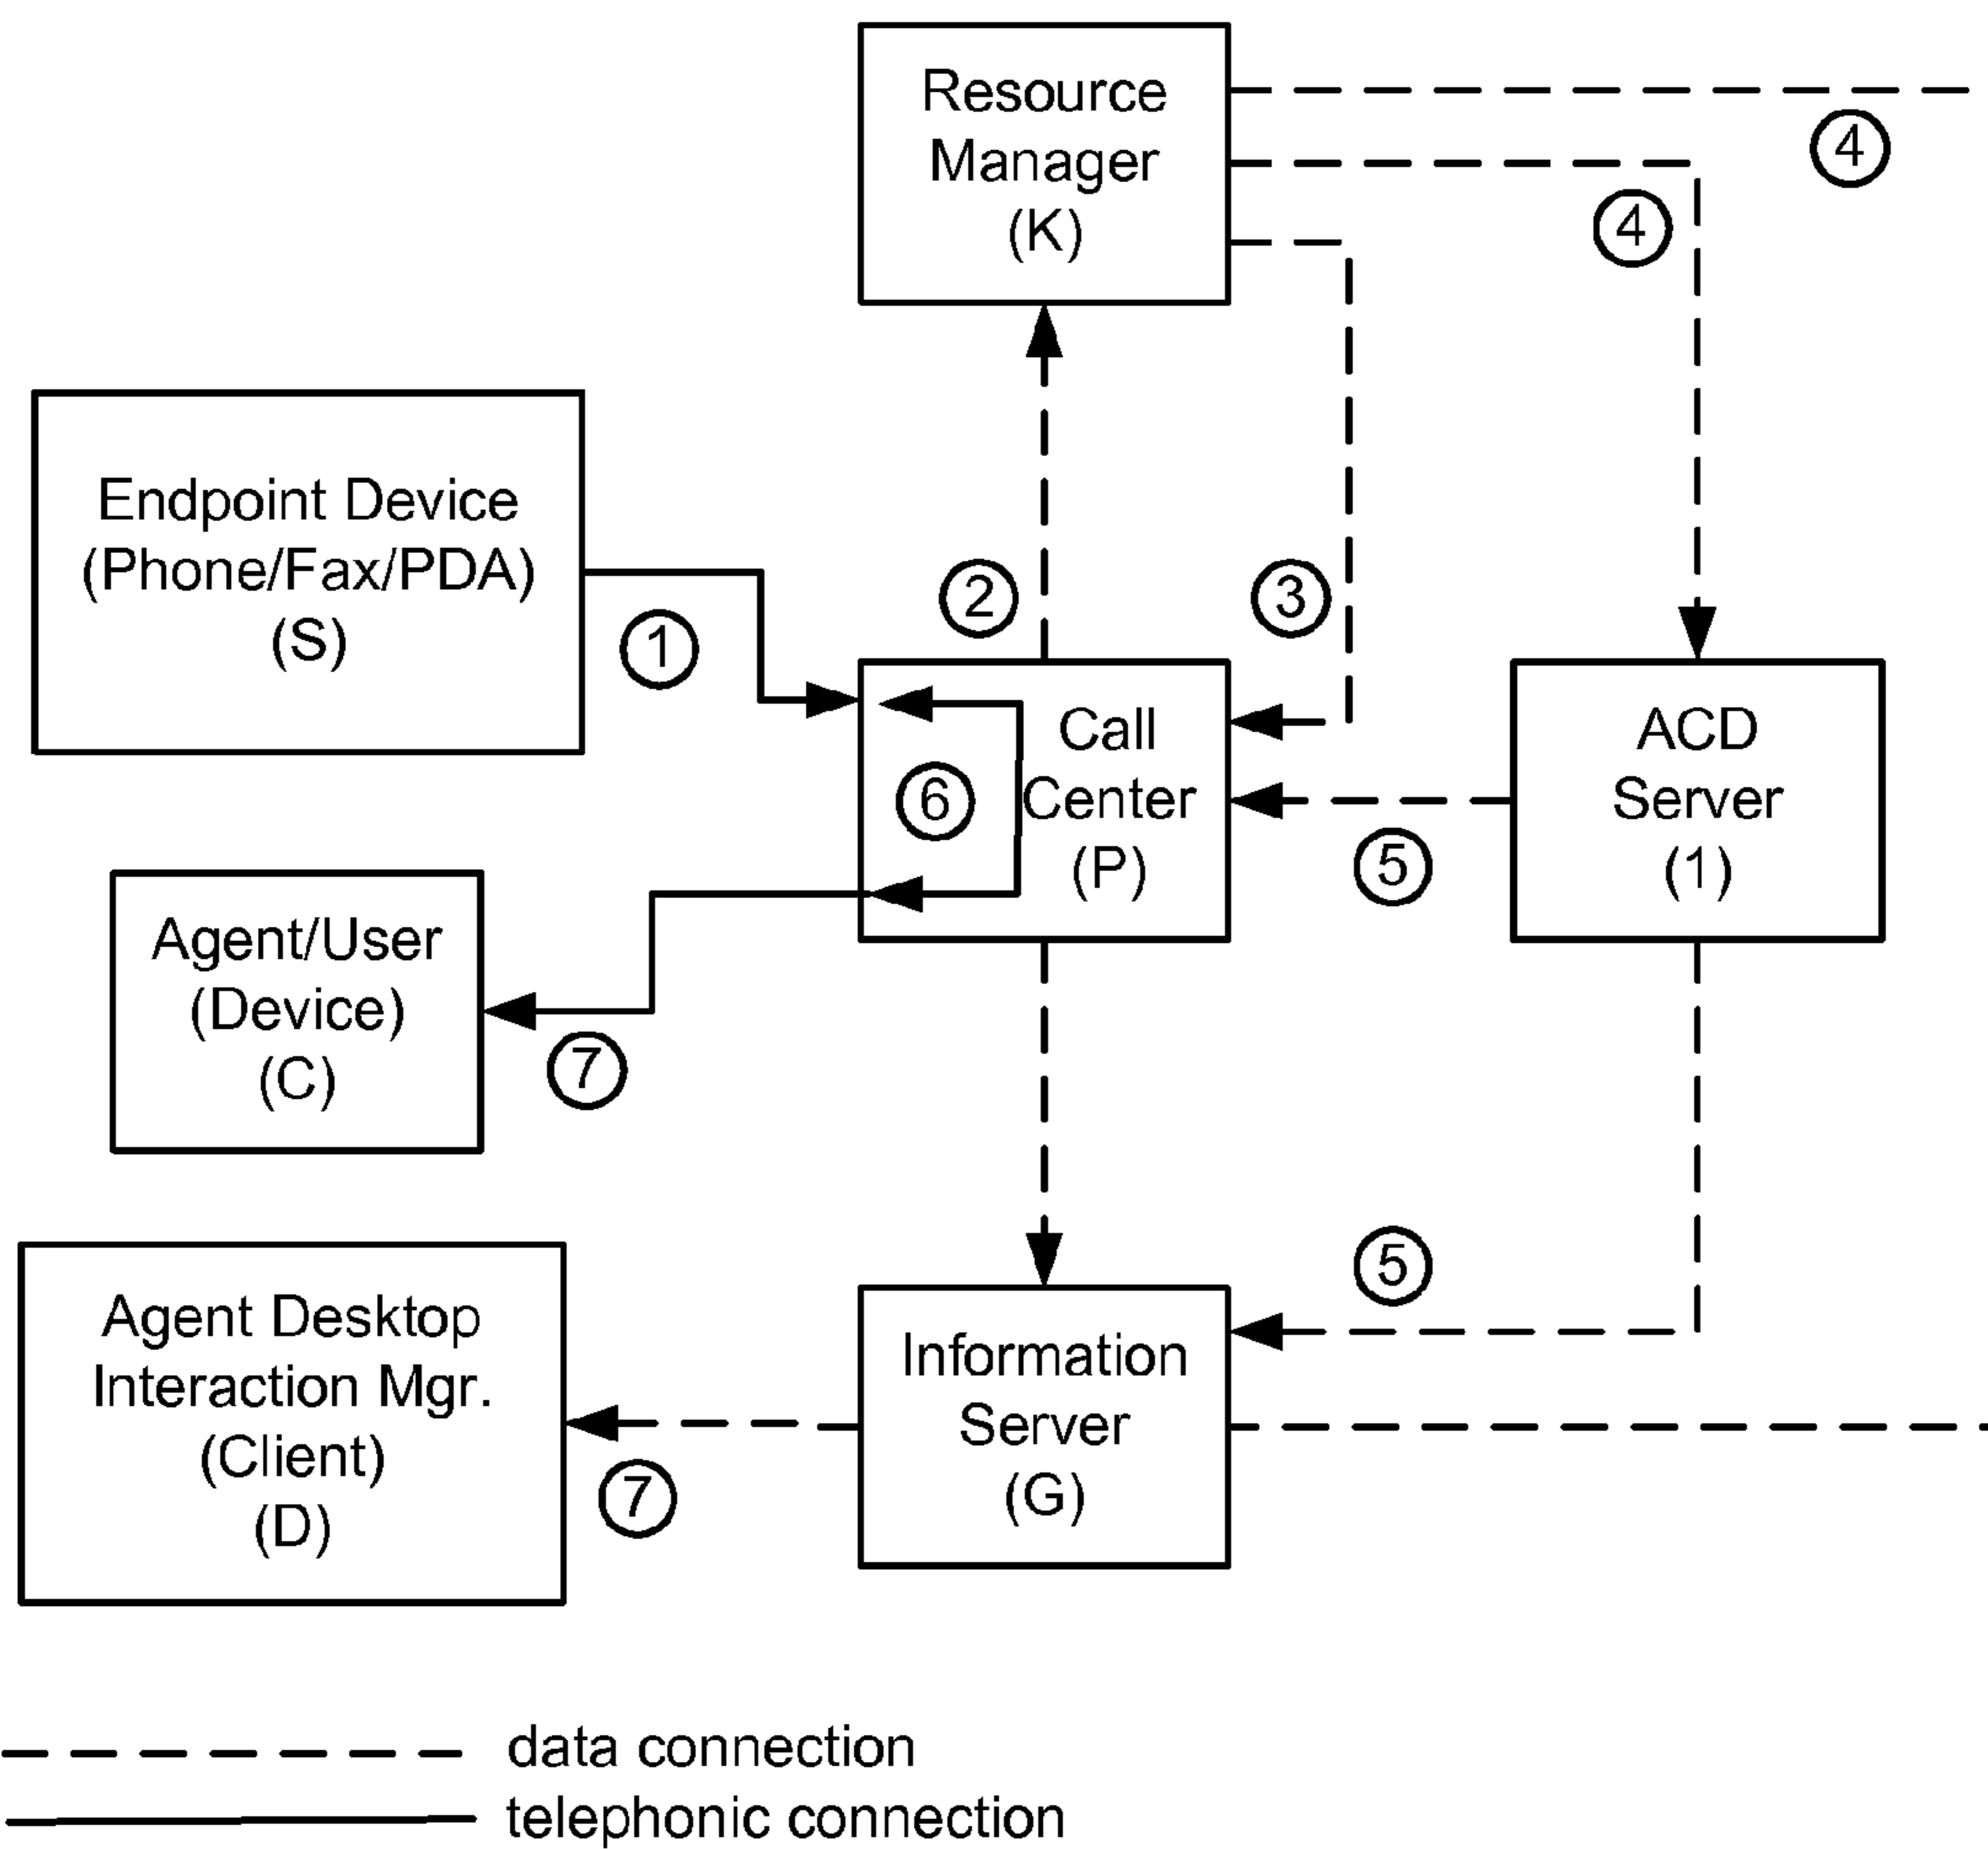 Resource
Manager
(K)
4
4
Endpoint Device
(Phone/Fax/PDA)
(S)
1
2
3
Call
Center
(P)
6
ACD
Server
(1)
5
Agent/User
(Device)
(C)
7
5
Agent Desktop
Interaction Mgr.
(Client)
(D)
7
Information
Server
(G)
data connection
telephonic connection